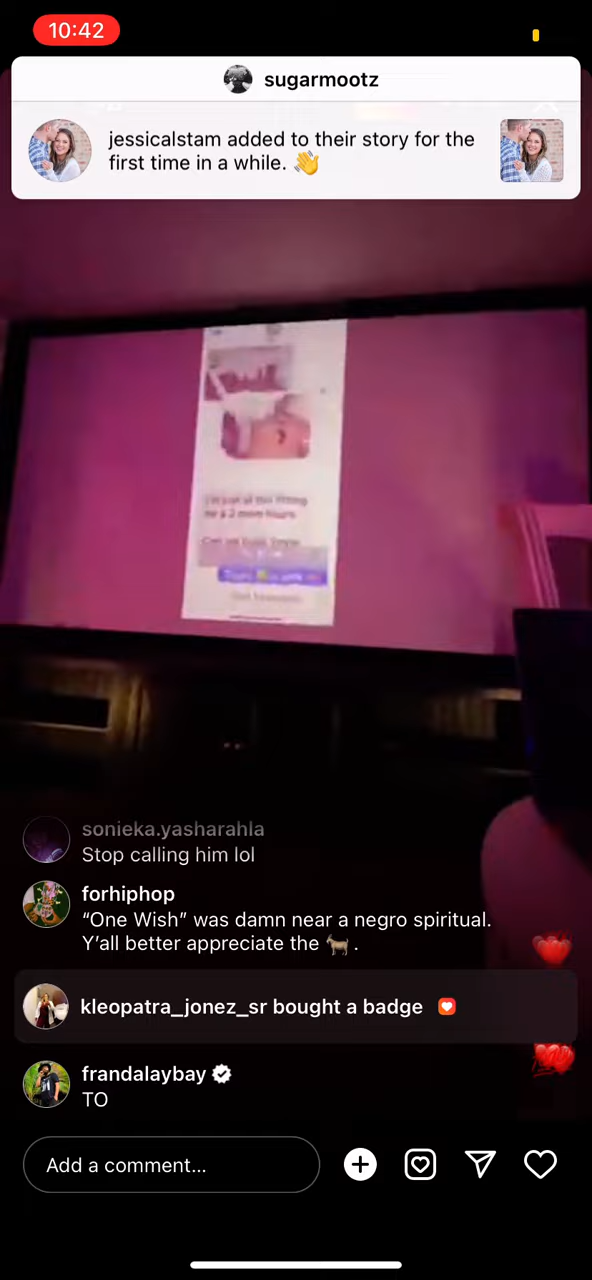 10:42
sugarmootz
jessicalstam added to their story for the
first time in a while. 👋
sonieka.yasharahla
Stop calling him lol
forhiphop
“One Wish” was damn near a negro spiritual.
Y’all better appreciate the 🐐 .
kleopatra_jonez_sr bought a badge
frandalaybay
TO
Add a comment...